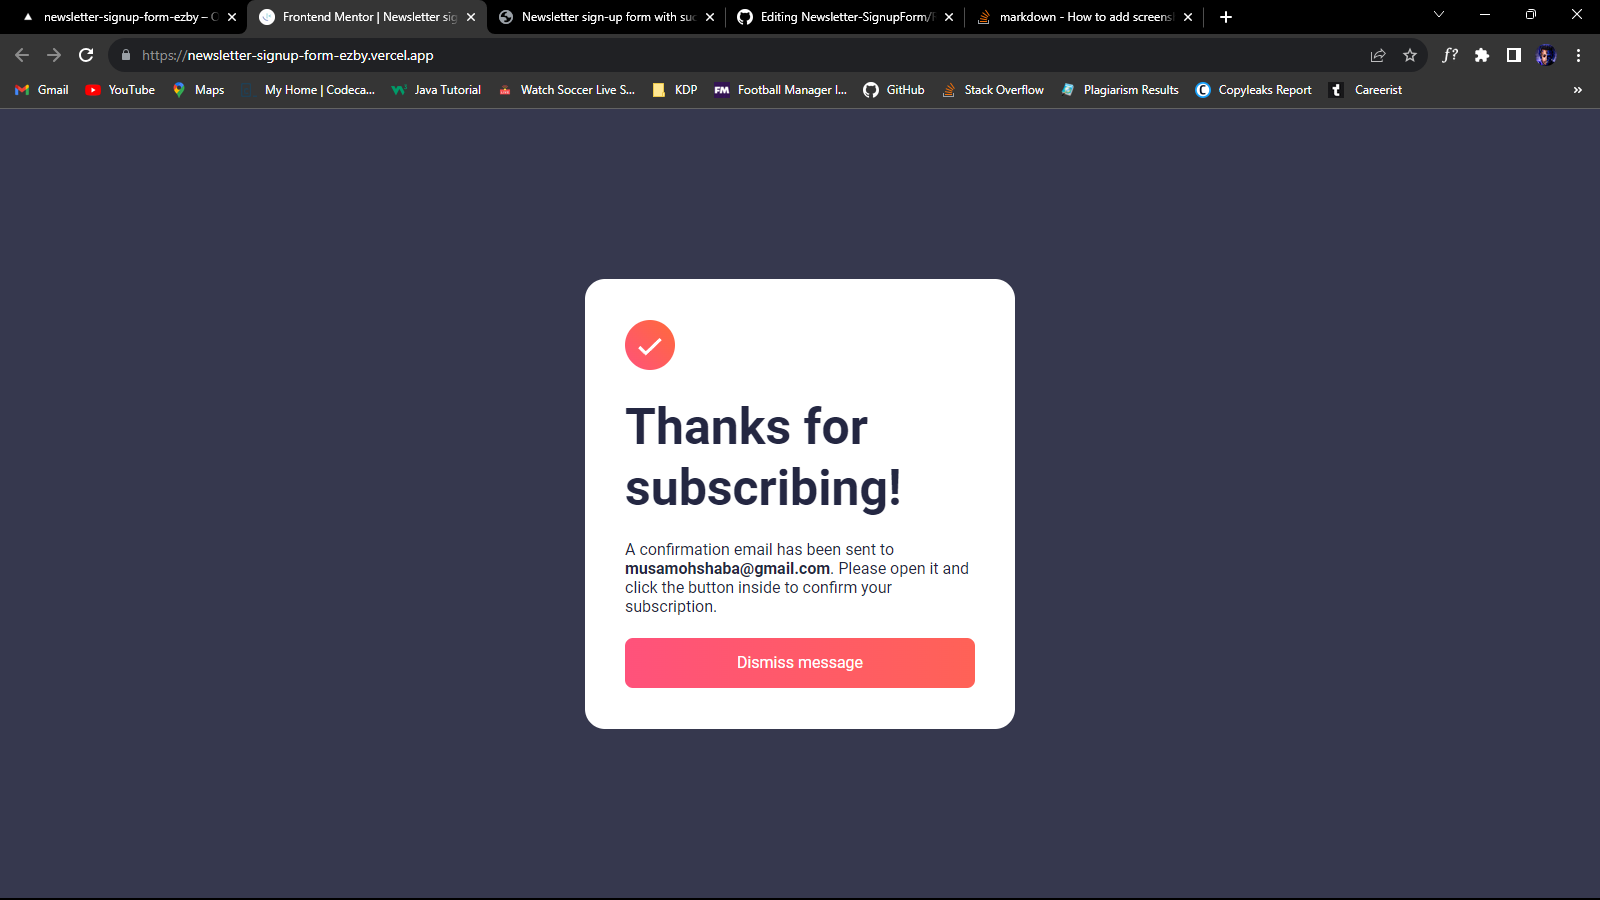 newsletter-signup-form-ezby – O
Frontend Mentor | Newsletter sig
Newsletter sign-up form with suc
Editing Newsletter-SignupForm/
markdown - How to add screens
https://newsletter-signup-form-ezby.vercel.app
f?
Gmail
YouTube
Maps
My Home | Codeca...
Java Tutorial
Watch Soccer Live S...
KDP
FM
Football Manager I...
GitHub
Stack Overflow
Plagiarism Results
C
Copyleaks Report
t
Careerist
»
Thanks for
subscribing!
A confirmation email has been sent to
musamohshaba@gmail.com. Please open it and
click the button inside to confirm your
subscription.
Dismiss message